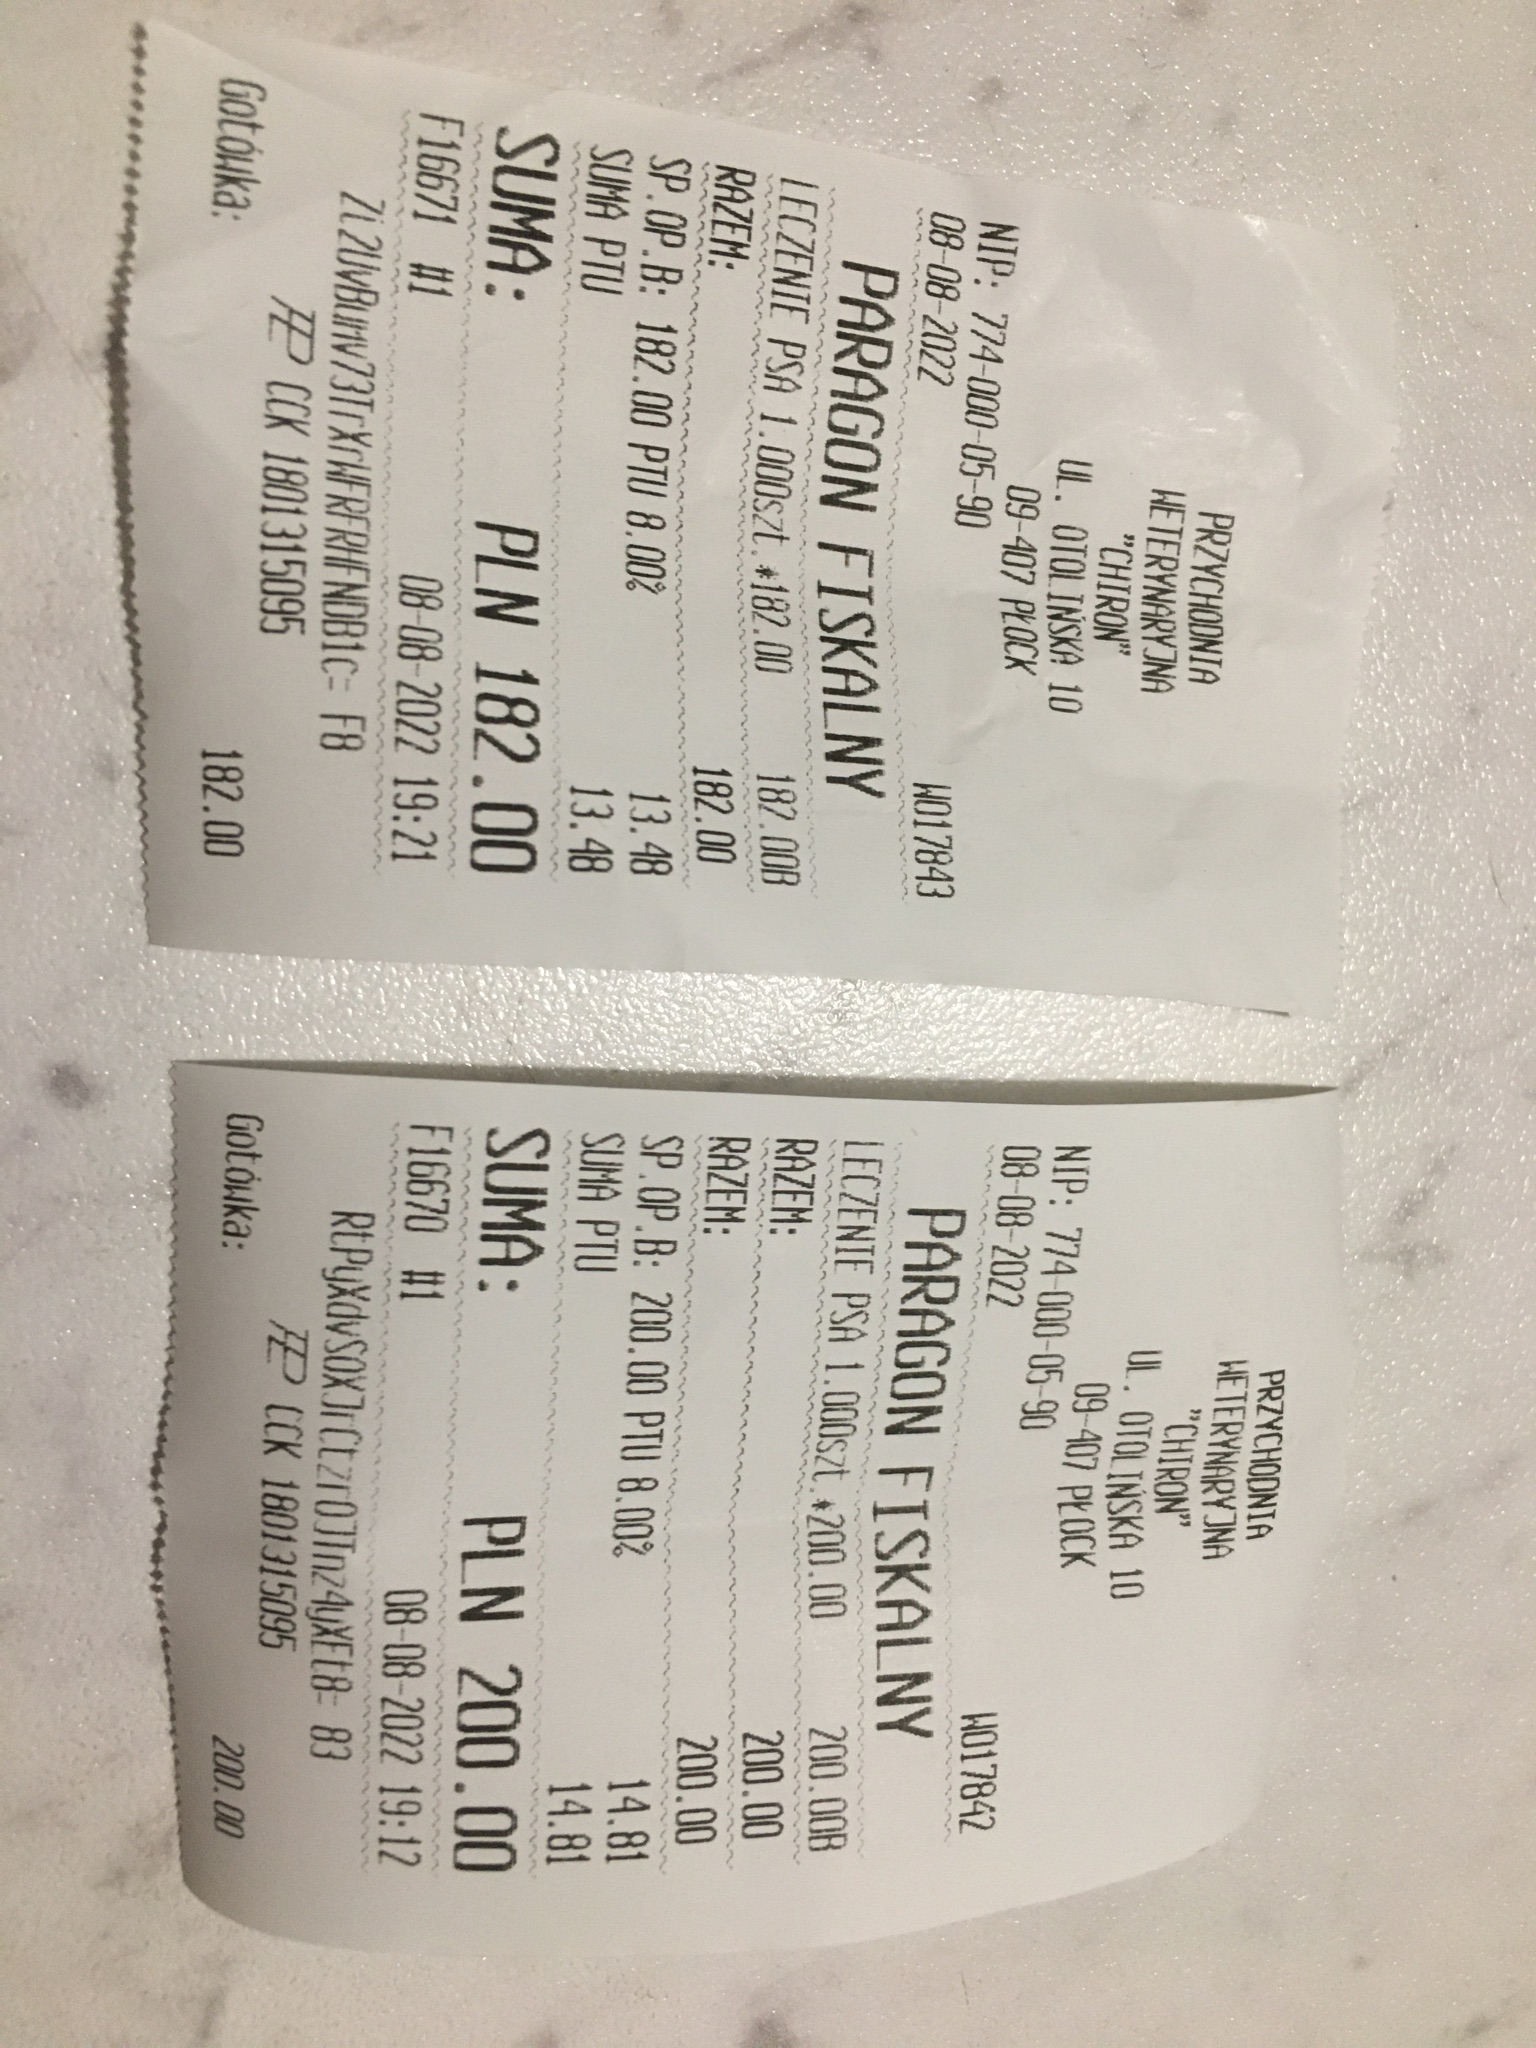 PRZYCHODNIA
WETERYNARYJNA
"CHIRON"
UL. OTOLIŃSKA 10
09-407 PŁOCK
NIP: 774-000-05-90
08-08-2022 W017843
PARAGON FISKALNY
LECZENIE PSA 1.000szt.*182.00 182.00B
RAZEM: 182.00
SP.OP.B: 182.00 PTU 8.00% 13.48
SUMA PTU 13.48
SUMA: PLN 182.00
F16671 #1 08-08-2022 19:21
CCK 1801315095
Gotówka: 182.00
PRZYCHODNIA
WETERYNARYJNA
"CHIRON"
UL. OTOLIŃSKA 10
09-407 PŁOCK
NIP: 774-000-05-90
08-08-2022 W017842
PARAGON FISKALNY
LECZENIE PSA 1.000szt.*200.00 200.00B
RAZEM: 200.00
RAZEM: 200.00
SP.OP.B: 200.00 PTU 8.00% 14.81
SUMA PTU 14.81
SUMA: PLN 200.00
F16670 #1 08-08-2022 19:12
CCK 1801315095
Gotówka: 200.00